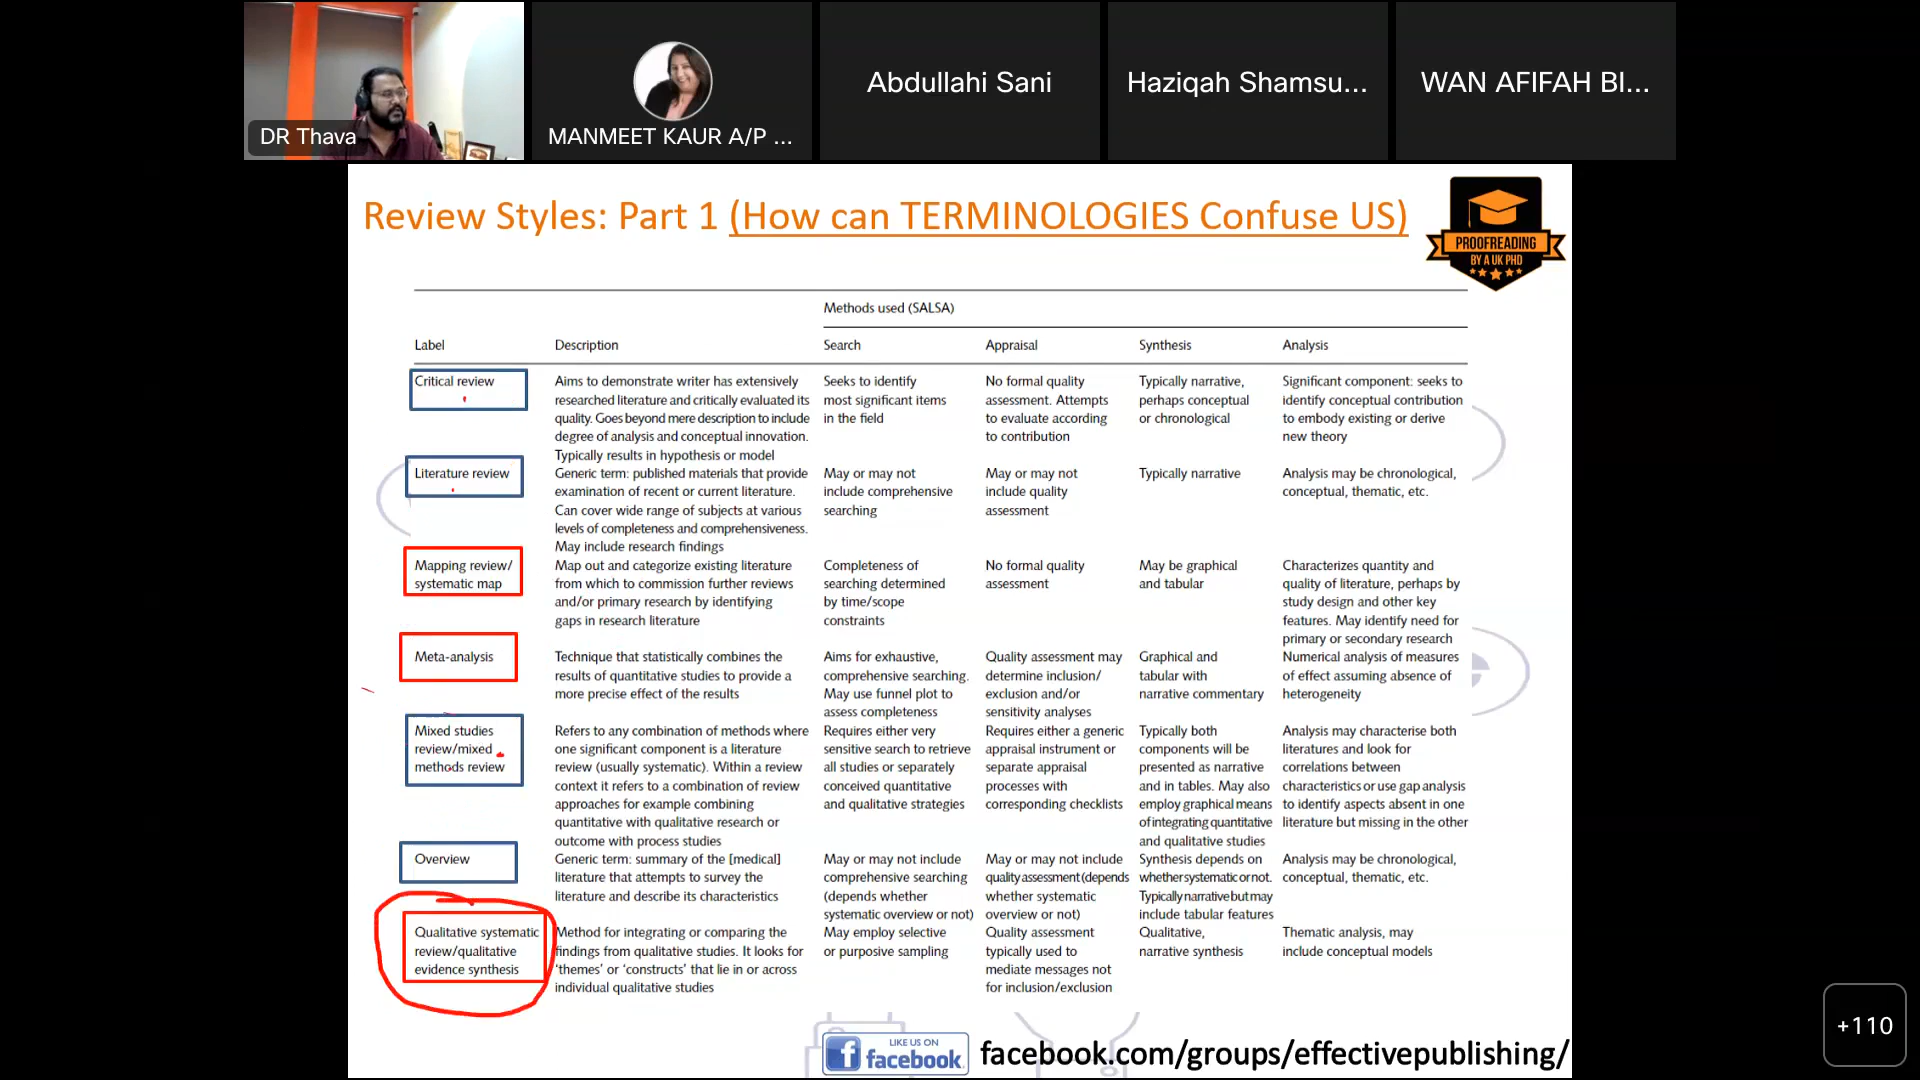 DR Thava
MANMEET KAUR A/P ...
Abdullahi Sani
Haziqah Shamsu...
WAN AFIFAH BI...
Review Styles: Part 1 (How can TERMINOLOGIES Confuse US)
PROOFREADING
BY A UK PHD
Methods used (SALSA)
Label
Description
Search
Appraisal
Synthesis
Analysis
Critical review
Aims to demonstrate writer has extensively
researched literature and critically evaluated its
quality. Goes beyond mere description to include
degree of analysis and conceptual innovation.
Typically results in hypothesis or model
Seeks to identify
most significant items
in the field
No formal quality
assessment. Attempts
to evaluate according
to contribution
Typically narrative,
perhaps conceptual
or chronological
Significant component: seeks to
identify conceptual contribution
to embody existing or derive
new theory
Literature review
Generic term: published materials that provide
examination of recent or current literature.
Can cover wide range of subjects at various
levels of completeness and comprehensiveness.
May include research findings
May or may not
include comprehensive
searching
May or may not
include quality
assessment
Typically narrative
Analysis may be chronological,
conceptual, thematic, etc.
Mapping review/
systematic map
Map out and categorize existing literature
from which to commission further reviews
and/or primary research by identifying
gaps in research literature
Completeness of
searching determined
by time/scope
constraints
No formal quality
assessment
May be graphical
and tabular
Characterizes quantity and
quality of literature, perhaps by
study design and other key
features. May identify need for
primary or secondary research
Meta-analysis
Technique that statistically combines the
results of quantitative studies to provide a
more precise effect of the results
Aims for exhaustive,
comprehensive searching.
May use funnel plot to
assess completeness
Quality assessment may
determine inclusion/
exclusion and/or
sensitivity analyses
Graphical and
tabular with
narrative commentary
Numerical analysis of measures
of effect assuming absence of
heterogeneity
Mixed studies
review/mixed
methods review
Refers to any combination of methods where
one significant component is a literature
review (usually systematic). Within a review
context it refers to a combination of review
approaches for example combining
quantitative with qualitative research or
outcome with process studies
Requires either very
sensitive search to retrieve
all studies or separately
conceived quantitative
and qualitative strategies
Requires either a generic
appraisal instrument or
separate appraisal
processes with
corresponding checklists
Typically both
components will be
presented as narrative
and in tables. May also
employ graphical means
of integrating quantitative
and qualitative studies
Analysis may characterise both
literatures and look for
correlations between
characteristics or use gap analysis
to identify aspects absent in one
literature but missing in the other
Overview
Generic term: summary of the [medical]
literature that attempts to survey the
literature and describe its characteristics
May or may not include
comprehensive searching
(depends whether
systematic overview or not)
May or may not include
quality assessment (depends
whether systematic
overview or not)
Synthesis depends on
whether systematic or not.
Typically narrative but may
include tabular features
Analysis may be chronological,
conceptual, thematic, etc.
Qualitative systematic
review/qualitative
evidence synthesis
Method for integrating or comparing the
findings from qualitative studies. It looks for
‘themes’ or ‘constructs’ that lie in or across
individual qualitative studies
May employ selective
or purposive sampling
Quality assessment
typically used to
mediate messages not
for inclusion/exclusion
Qualitative,
narrative synthesis
Thematic analysis, may
include conceptual models
LIKE US ON
facebook.
facebook.com/groups/effectivepublishing/
+110